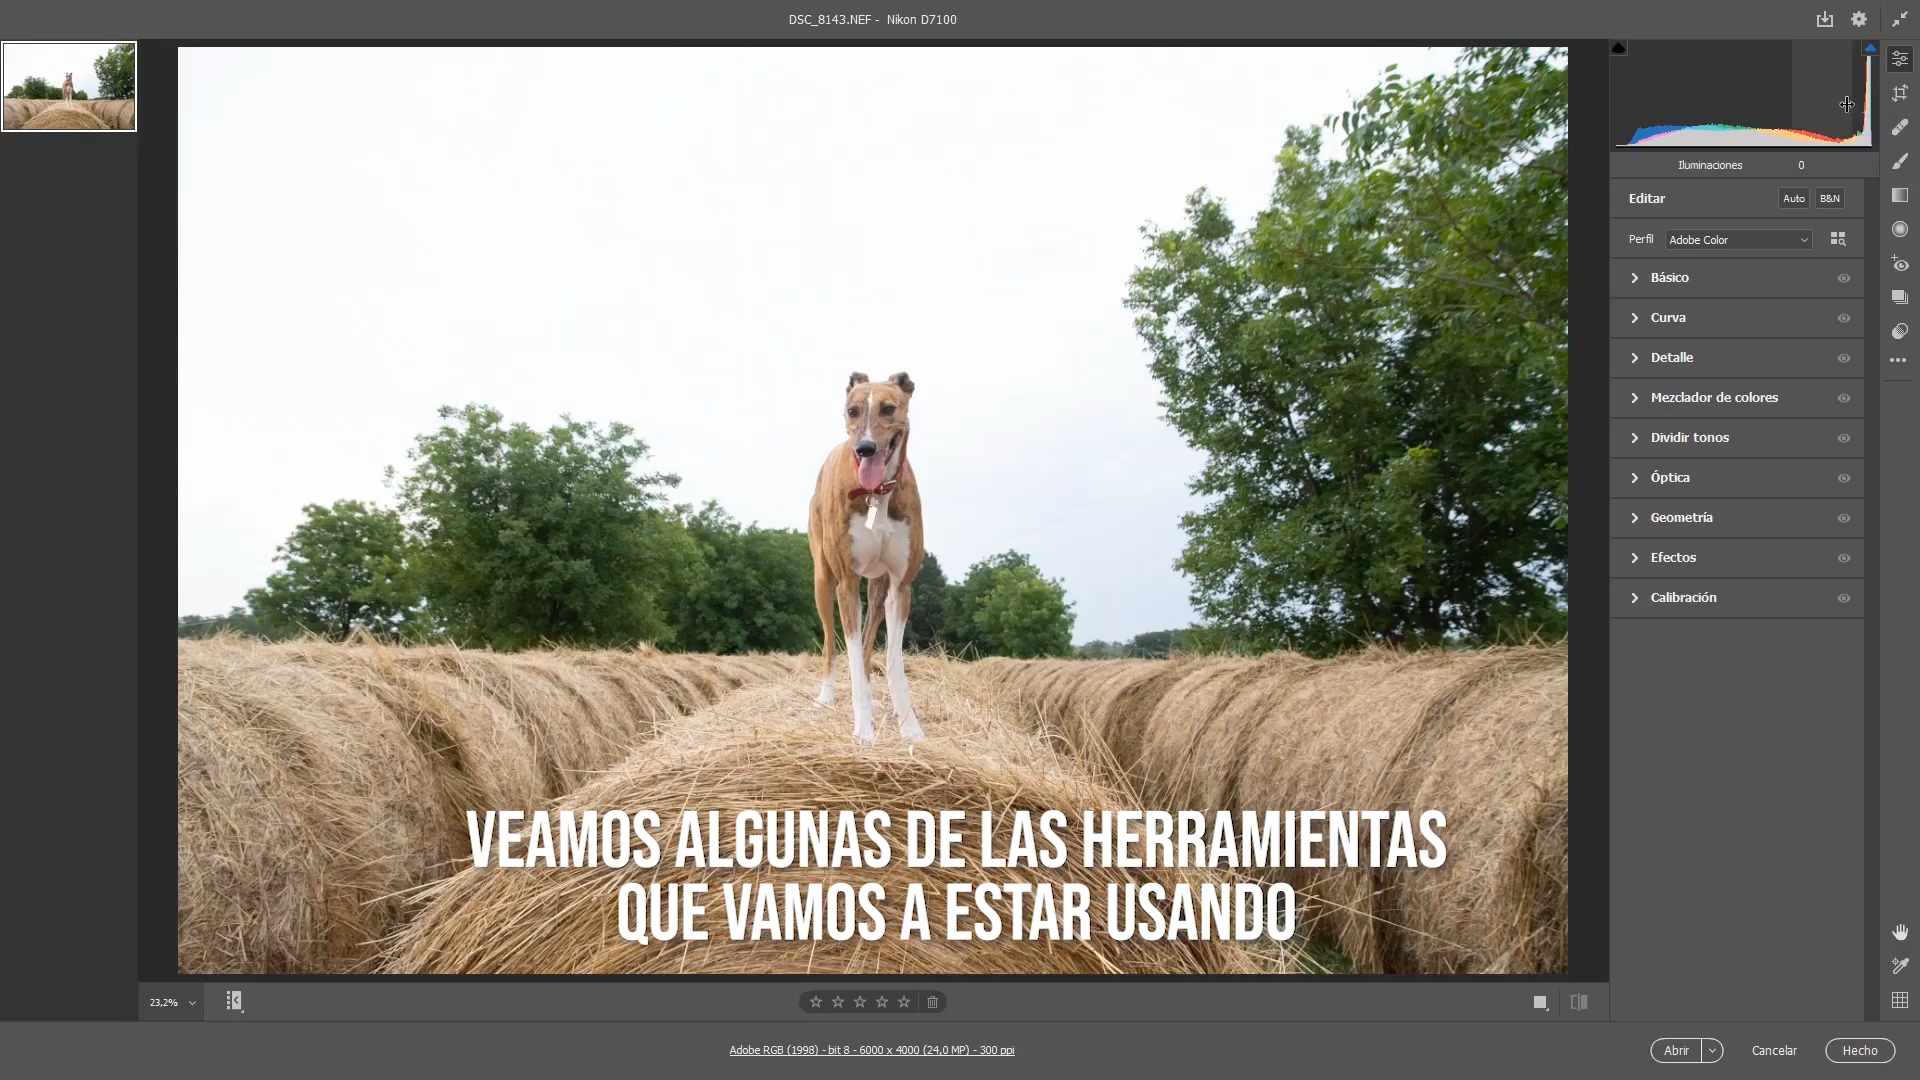 DSC_8143.NEF - Nikon D7100
Iluminaciones 0
Editar Auto B&N
Perfil Adobe Color
Básico
Curva
Detalle
Mezclador de colores
Dividir tonos
Óptica
Geometría
Efectos
Calibración
VEAMOS ALGUNAS DE LAS HERRAMIENTAS
QUE VAMOS A ESTAR USANDO
23,2%
Adobe RGB (1998) - bit 8 - 6000 x 4000 (24,0 MP) - 300 ppi
Abrir Cancelar Hecho